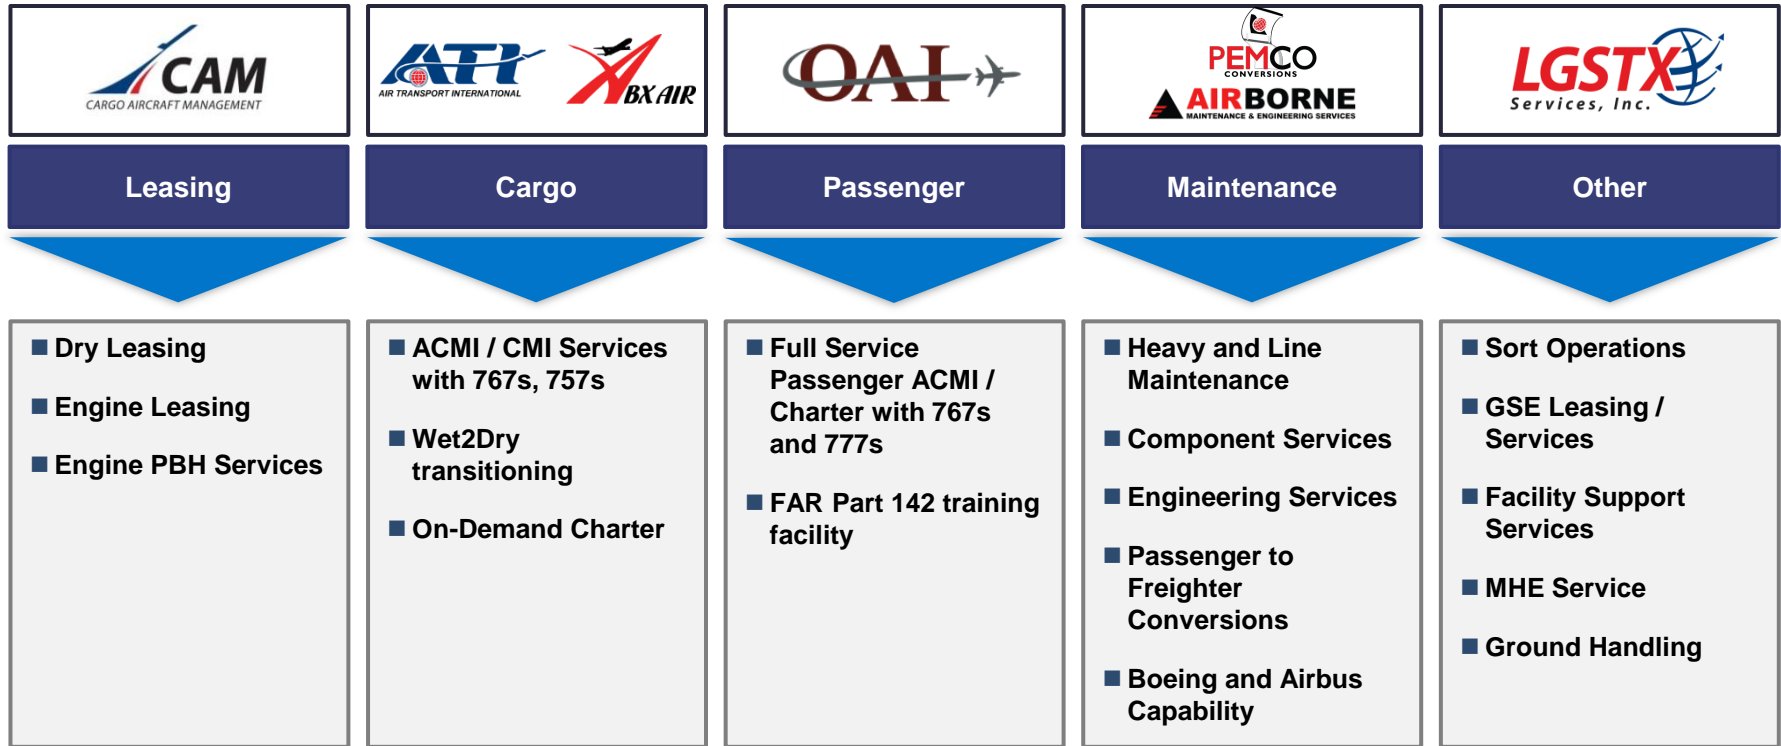 CAM
CARGO AIRCRAFT MANAGEMENT
ATI
AIR TRANSPORT INTERNATIONAL
ABX AIR
OAI
PEMCO
CONVERSIONS
AIRBORNE
MAINTENANCE & ENGINEERING SERVICES
LGSTX
Services, Inc.
Leasing
Cargo
Passenger
Maintenance
Other
Dry Leasing
Engine Leasing
Engine PBH Services
ACMI / CMI Services
with 767s, 757s
Wet2Dry
transitioning
On-Demand Charter
Full Service
Passenger ACMI /
Charter with 767s
and 777s
FAR Part 142 training
facility
Heavy and Line
Maintenance
Component Services
Engineering Services
Passenger to
Freighter
Conversions
Boeing and Airbus
Capability
Sort Operations
GSE Leasing /
Services
Facility Support
Services
MHE Service
Ground Handling